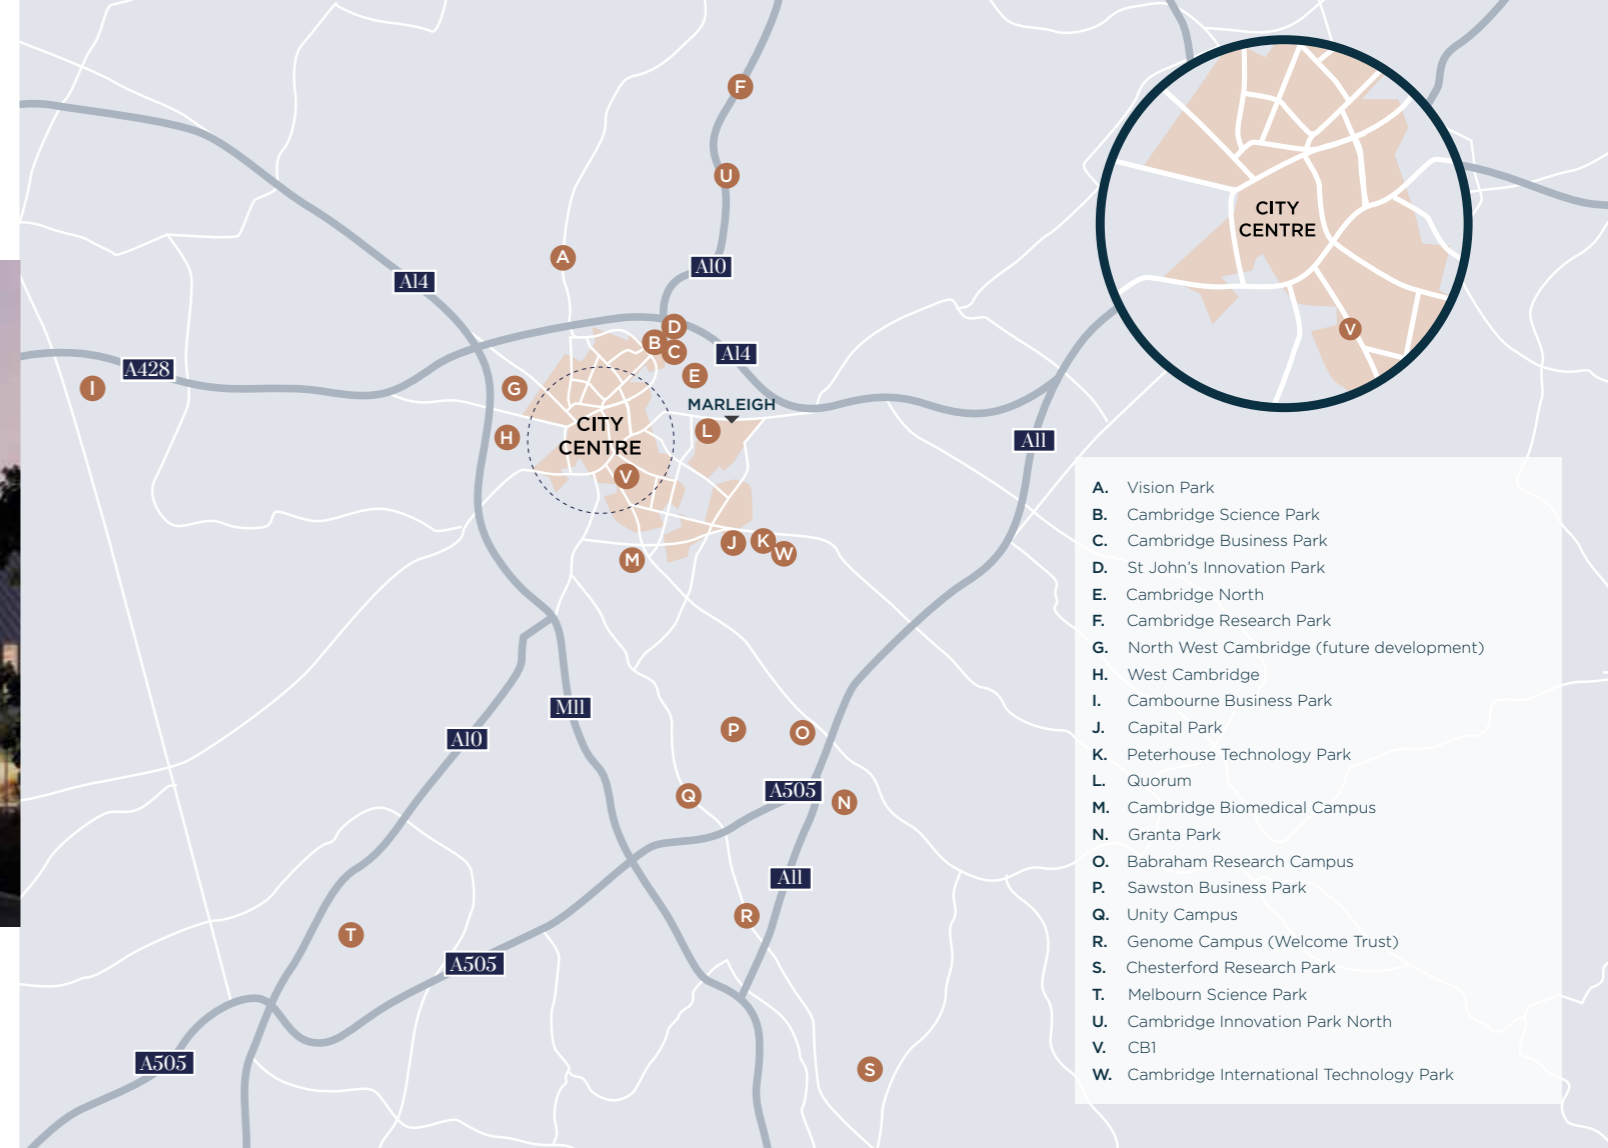 F
U
A
A10
A14
D
B
C
A14
A428
I
E
G
MARLEIGH
L
H
CITY
CENTRE
V
A11
J
K
W
M
M11
A10
P
O
Q
A505
N
A11
R
T
A505
A505
S
CITY
CENTRE
V
A. Vision Park
B. Cambridge Science Park
C. Cambridge Business Park
D. St John’s Innovation Park
E. Cambridge North
F. Cambridge Research Park
G. North West Cambridge (future development)
H. West Cambridge
I. Cambourne Business Park
J. Capital Park
K. Peterhouse Technology Park
L. Quorum
M. Cambridge Biomedical Campus
N. Granta Park
O. Babraham Research Campus
P. Sawston Business Park
Q. Unity Campus
R. Genome Campus (Welcome Trust)
S. Chesterford Research Park
T. Melbourn Science Park
U. Cambridge Innovation Park North
V. CB1
W. Cambridge International Technology Park